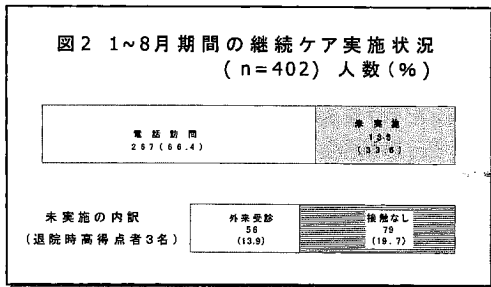 図2 1~8月期間の継続ケア実施状況
(n=402) 人数(%)
電話訪問
267(66.4)
未実施
135
(33.6)
未実施の内訳
(退院時高得点者3名)
外来受診
56
(13.9)
接触なし
79
(19.7)